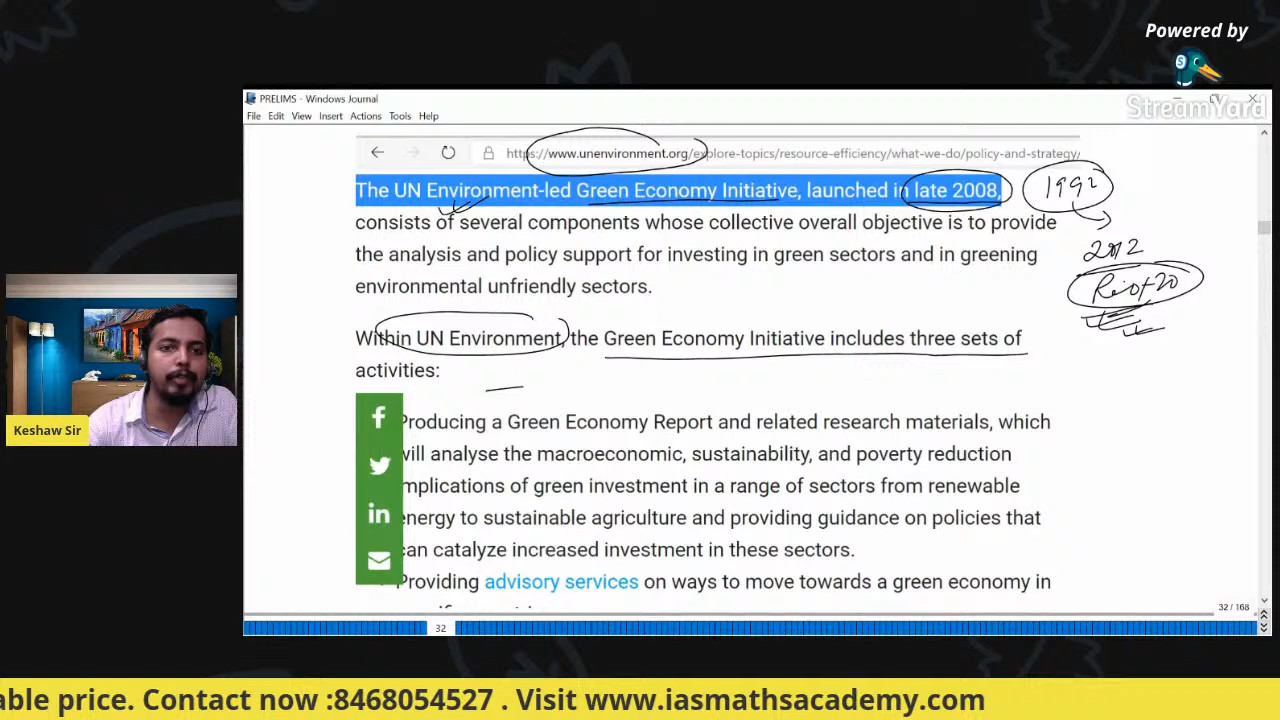 Powered by
S
StreamYard
PRELIMS - Windows Journal
File Edit View Insert Actions Tools Help
https://www.unenvironment.org/explore-topics/resource-efficiency/what-we-do/policy-and-strategy/
The UN Environment-led Green Economy Initiative, launched in late 2008,
1992
consists of several components whose collective overall objective is to provide
2012
the analysis and policy support for investing in green sectors and in greening
Rio+20
environmental unfriendly sectors.
Within UN Environment, the Green Economy Initiative includes three sets of
activities:
Producing a Green Economy Report and related research materials, which
will analyse the macroeconomic, sustainability, and poverty reduction
implications of green investment in a range of sectors from renewable
energy to sustainable agriculture and providing guidance on policies that
can catalyze increased investment in these sectors.
Providing advisory services on ways to move towards a green economy in
Keshaw Sir
32 / 168
32
able price. Contact now :8468054527 . Visit www.iasmathsacademy.com